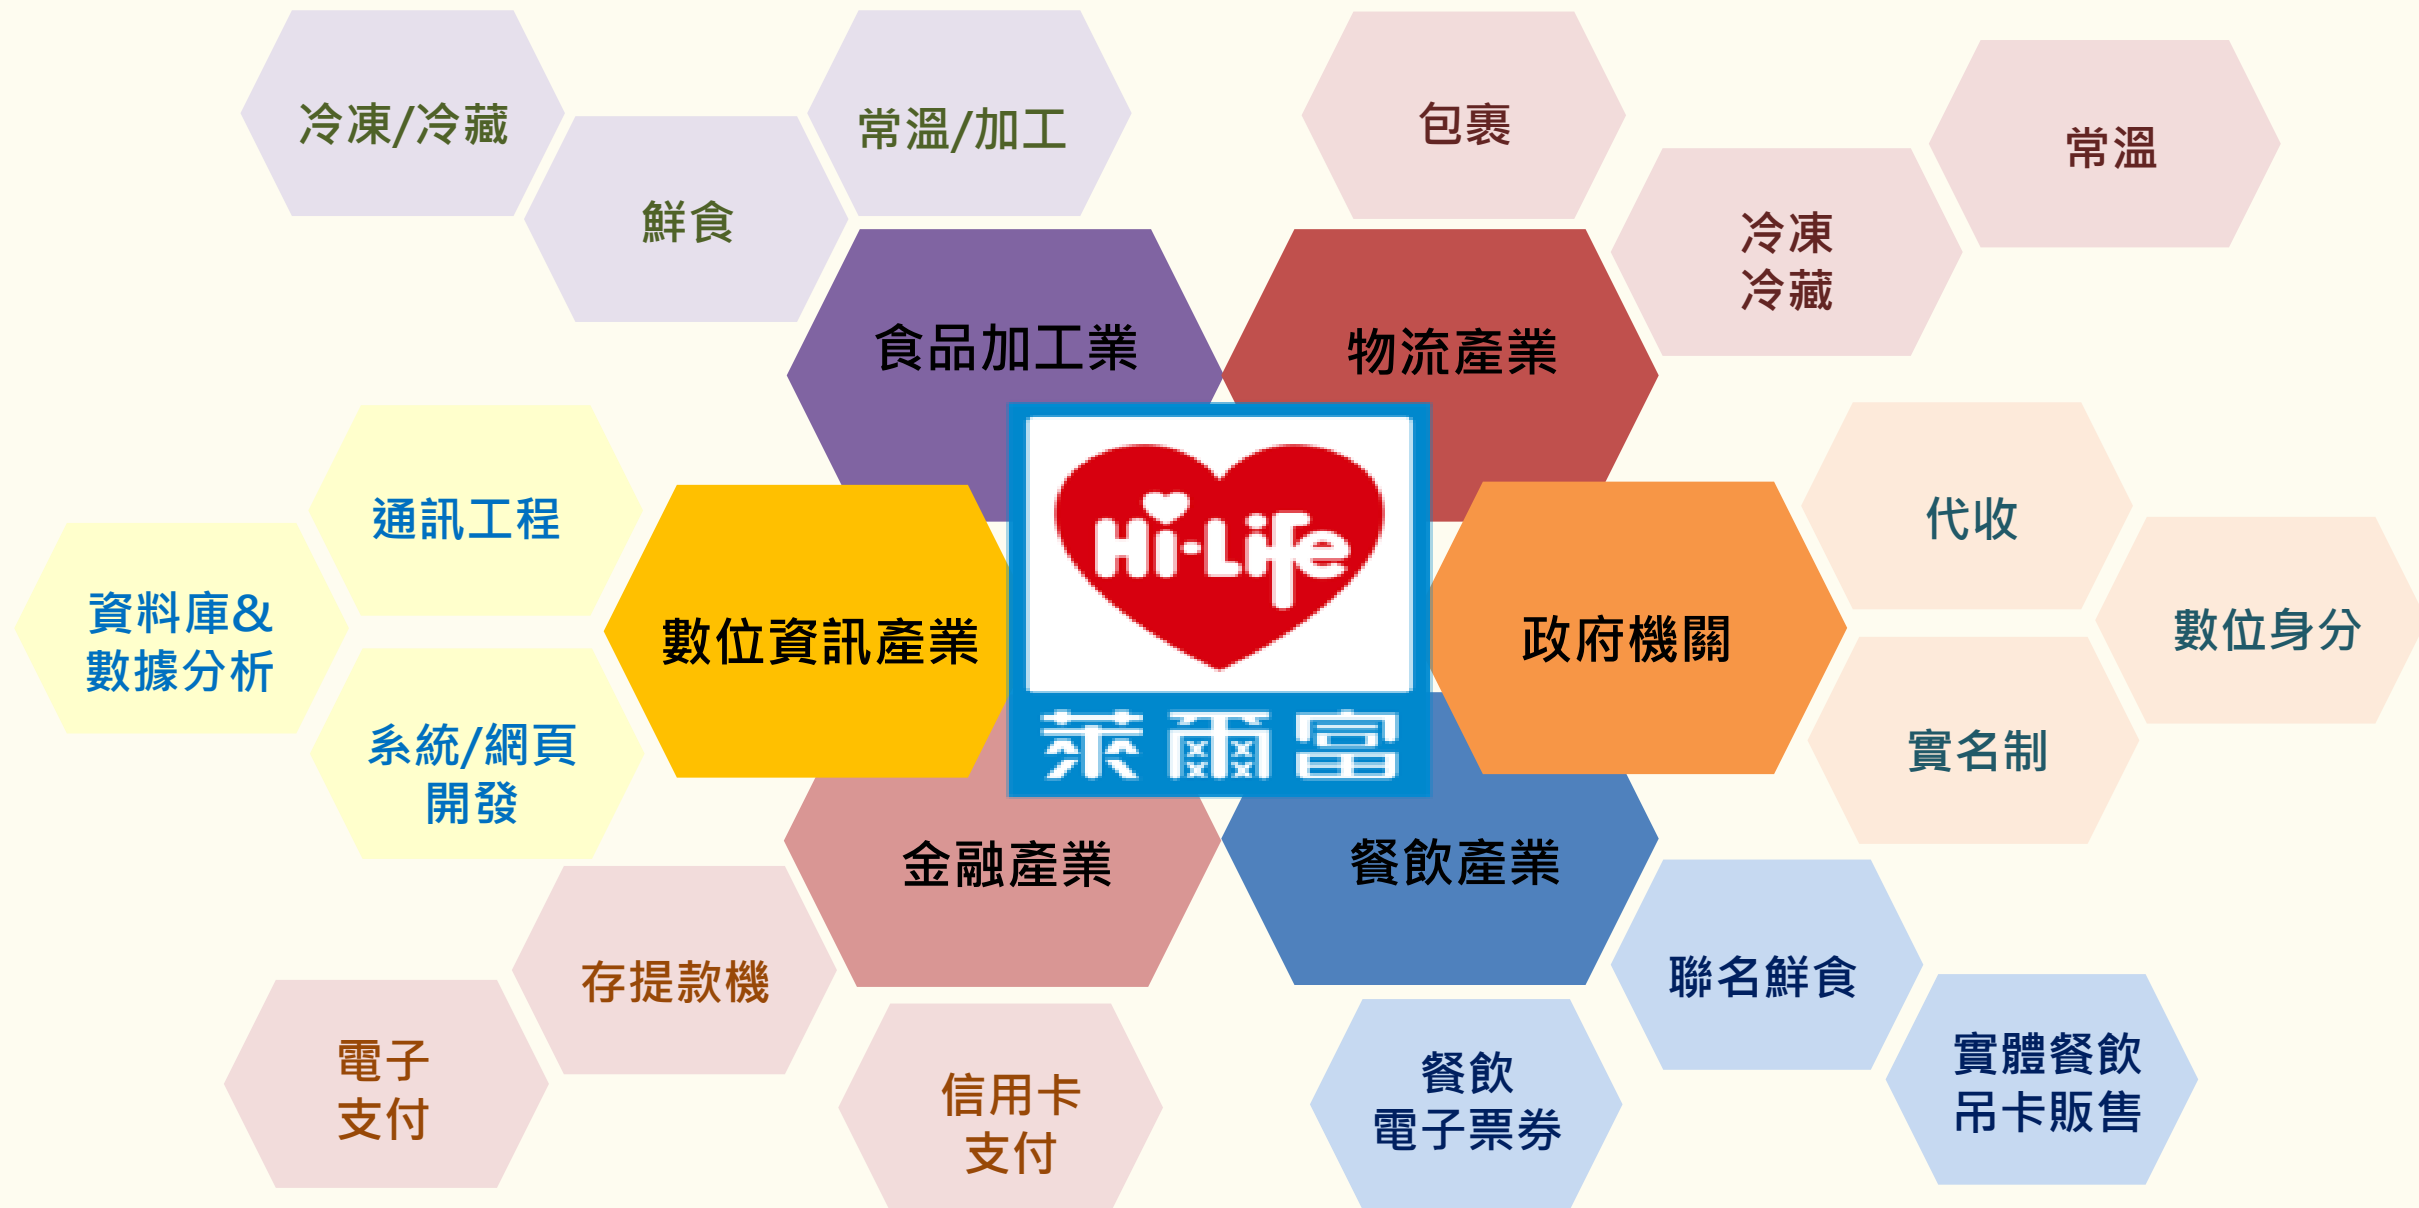 冷凍/冷藏
鮮食
常溫/加工
包裹
冷凍
冷藏
常溫
食品加工業
物流產業
通訊工程
資料庫&
數據分析
系統/網頁
開發
數位資訊產業
Hi-Life
萊爾富
政府機關
代收
數位身分
實名制
金融產業
餐飲產業
存提款機
電子
支付
信用卡
支付
聯名鮮食
餐飲
電子票券
實體餐飲
吊卡販售